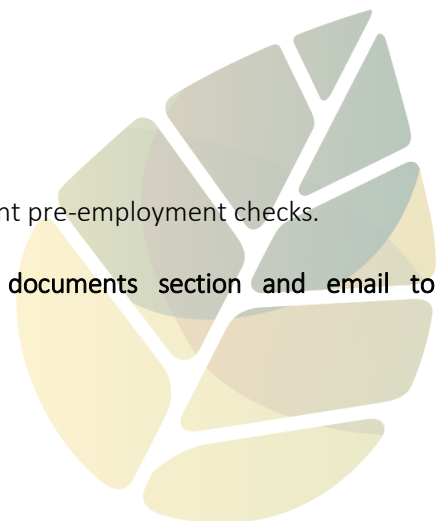 nt pre-employment checks.
documents section and email to